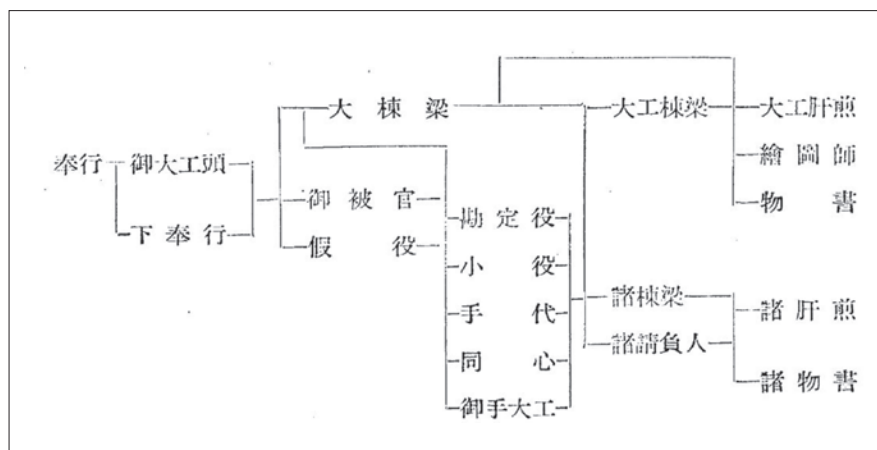 大棟梁
大工棟梁
大工肝煎
奉行
御大工頭
繪圖師
御被官
物書
勘定役
下奉行
假役
小役
諸棟梁
諸肝煎
手代
諸請負人
同心
諸物書
御手大工